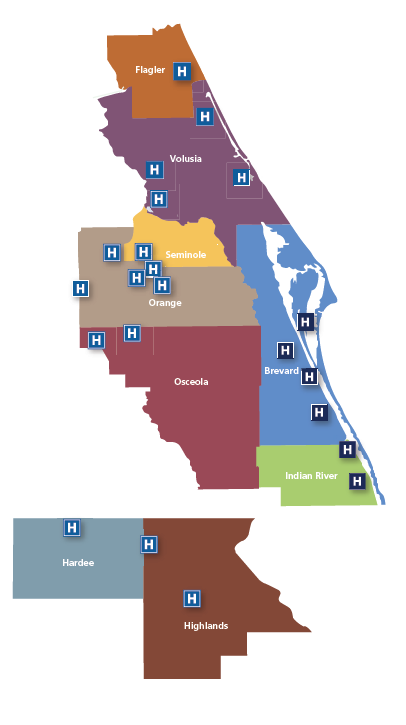 Flagler H
H
Volusia
H
H
H
Seminole
H
H
H
H
H
H
Orange
H
H
H
H
Brevard H
Osceola
H
H
Indian River H
H
H
Hardee
H
Highlands